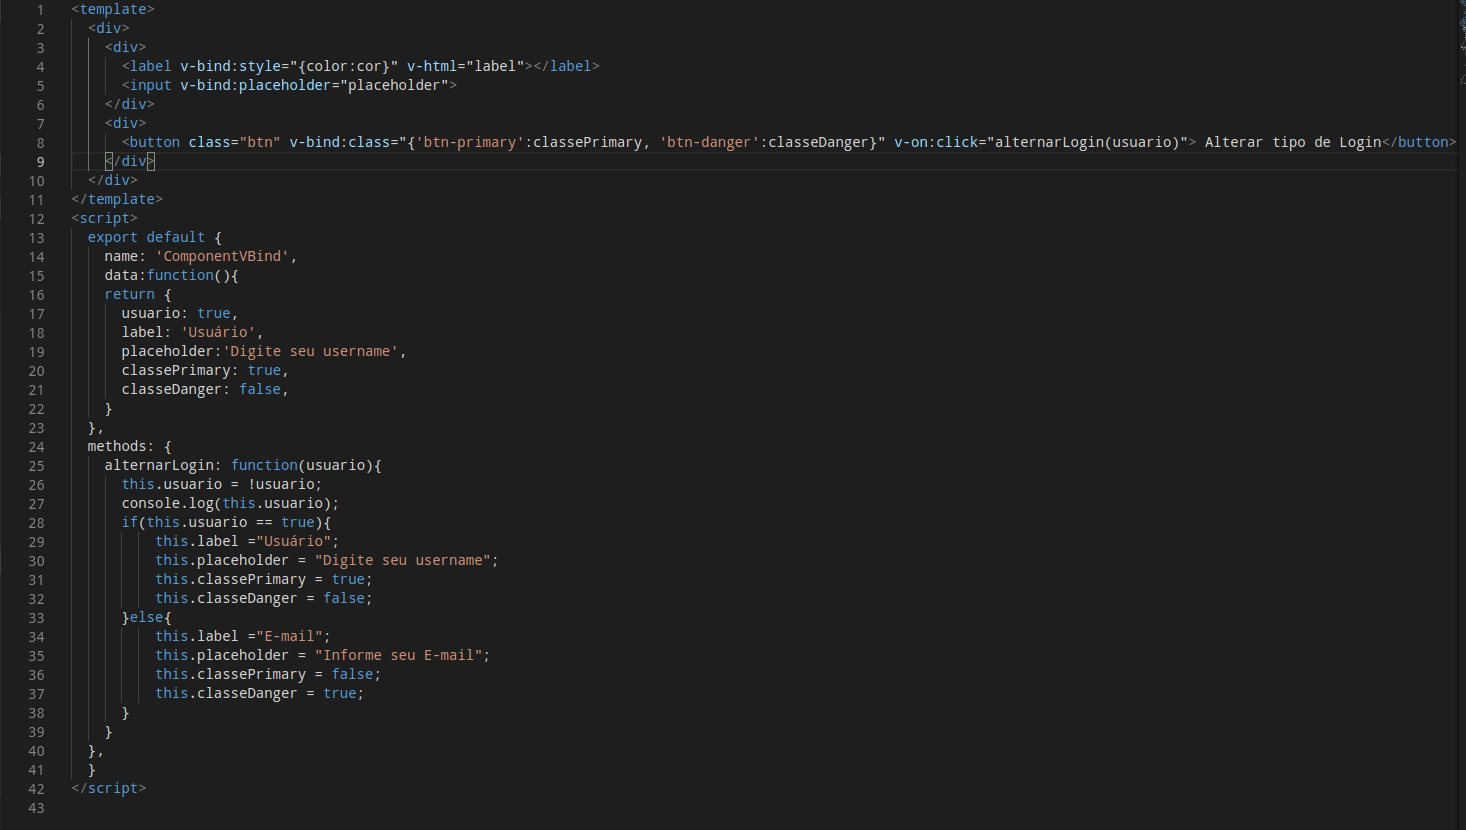 1 <template>
2 <div>
3 <div>
4 <label v-bind:style="{color:cor}" v-html="label"></label>
5 <input v-bind:placeholder="placeholder">
6 </div>
7 <div>
8 <button class="btn" v-bind:class="{'btn-primary':classePrimary, 'btn-danger':classeDanger}" v-on:click="alternarLogin(usuario)"> Alterar tipo de Login</button>
9 </div>
10 </div>
11 </template>
12 <script>
13 export default {
14 name: 'ComponentVBind',
15 data:function(){
16 return {
17 usuario: true,
18 label: 'Usuário',
19 placeholder:'Digite seu username',
20 classePrimary: true,
21 classeDanger: false,
22 }
23 },
24 methods: {
25 alternarLogin: function(usuario){
26 this.usuario = !usuario;
27 console.log(this.usuario);
28 if(this.usuario == true){
29 this.label ="Usuário";
30 this.placeholder = "Digite seu username";
31 this.classePrimary = true;
32 this.classeDanger = false;
33 }else{
34 this.label ="E-mail";
35 this.placeholder = "Informe seu E-mail";
36 this.classePrimary = false;
37 this.classeDanger = true;
38 }
39 }
40 },
41 }
42 </script>
43